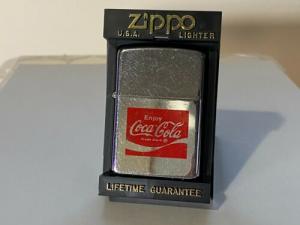 Zippo
U.S.A. LIGHTER
Enjoy
Coca-Cola
LIFETIME GUARANTEE